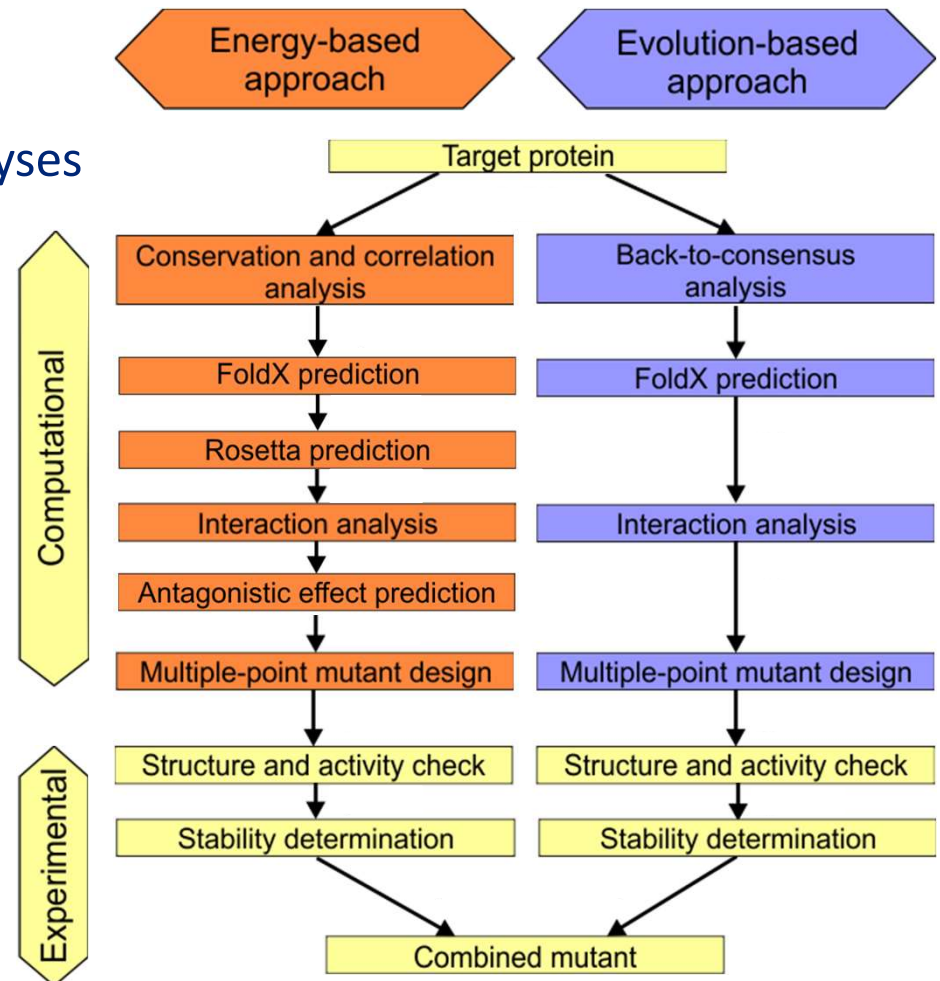 Energy-based
approach
Evolution-based
approach
yses
Target protein
Computational
Conservation and correlation
analysis
Back-to-consensus
analysis
FoldX prediction
FoldX prediction
Rosetta prediction
Interaction analysis
Interaction analysis
Antagonistic effect prediction
Multiple-point mutant design
Multiple-point mutant design
Experimental
Structure and activity check
Structure and activity check
Stability determination
Stability determination
Combined mutant